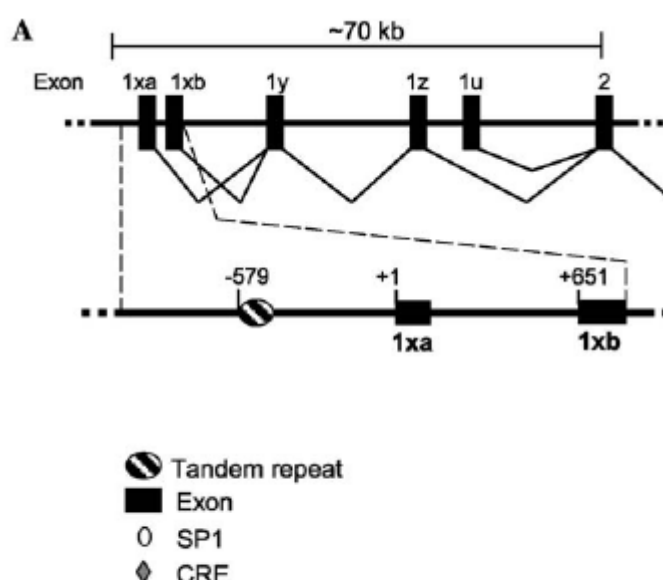 A
~70 kb
Exon 1xa 1xb 1y 1z 1u 2
-579 +1 +651
1xa 1xb
Tandem repeat
Exon
SP1
CRE